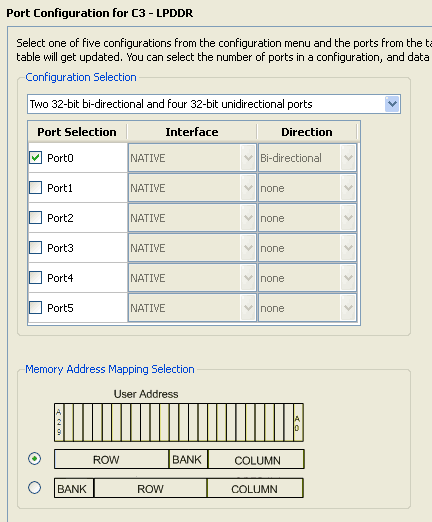 Port Configuration for C3 - LPDDR
Select one of five configurations from the configuration menu and the ports from the ta
table will get updated. You can select the number of ports in a configuration, and data
Configuration Selection
Two 32-bit bi-directional and four 32-bit unidirectional ports
Port Selection Interface Direction
Port0 NATIVE Bi-directional
Port1 NATIVE none
Port2 NATIVE none
Port3 NATIVE none
Port4 NATIVE none
Port5 NATIVE none
Memory Address Mapping Selection
User Address
A29 A0
ROW BANK COLUMN
BANK ROW COLUMN